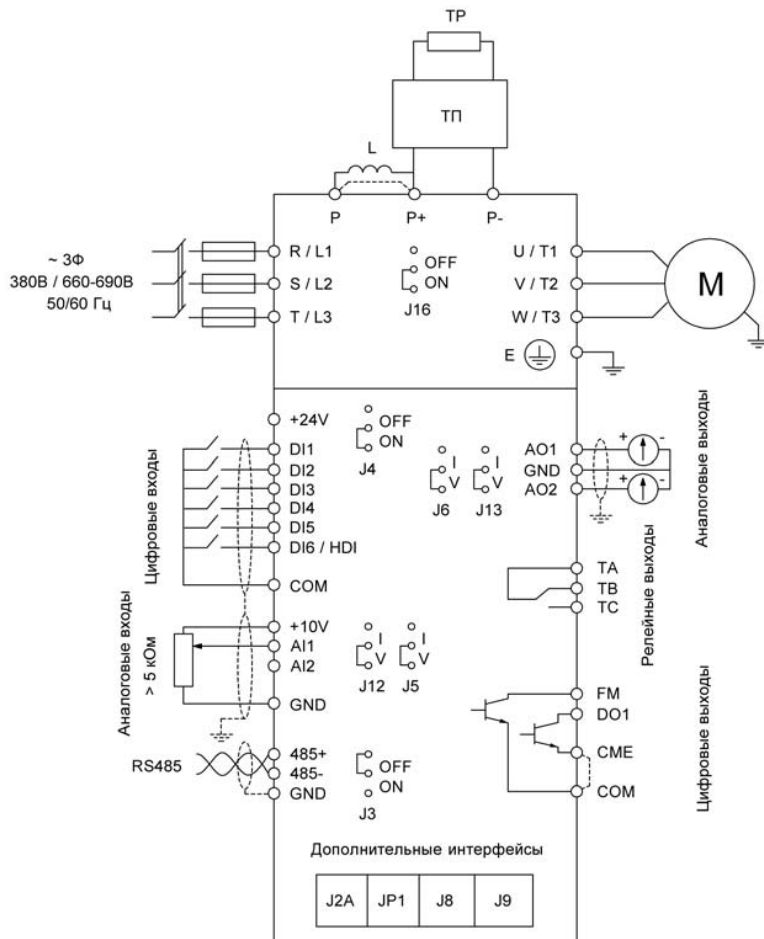 ТР
ТП
L
P P+ P-
~ 3Ф
380В / 660-690В
50/60 Гц
R / L1
S / L2
T / L3
OFF
ON
J16
U / T1
V / T2
W / T3
M
E
+24V
DI1
DI2
DI3
DI4
DI5
DI6 / HDI
COM
Цифровые входы
OFF
ON
J4
I
V
J6
I
V
J13
AO1
GND
AO2
+ -
+ -
Аналоговые выходы
TA
TB
TC
Релейные выходы
Аналоговые входы
> 5 кОм
+10V
AI1
AI2
GND
I
V
J12
I
V
J5
FM
DO1
CME
COM
Цифровые выходы
RS485
485+
485-
GND
OFF
ON
J3
Дополнительные интерфейсы
J2A JP1 J8 J9